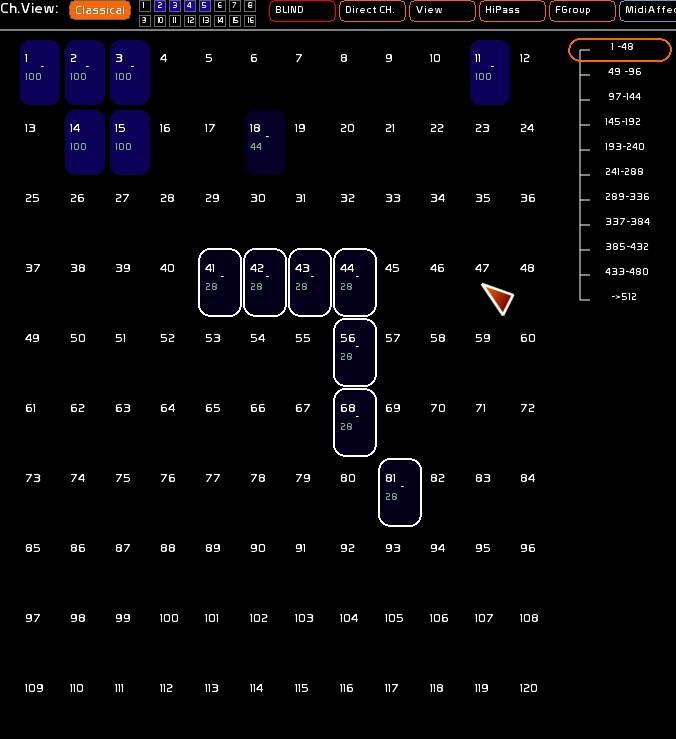 Ch.View: Classical 1 2 3 4 5 6 7 8 BLIND Direct CH. View HiPass FGroup MidiAffec
9 10 11 12 13 14 15 16
1 2 3 4 5 6 7 8 9 10 11 12
100 100 100 100
13 14 15 16 17 18 19 20 21 22 23 24
100 100 44
25 26 27 28 29 30 31 32 33 34 35 36
37 38 39 40 41 42 43 44 45 46 47 48
28 28 28 28
49 50 51 52 53 54 55 56 57 58 59 60
28
61 62 63 64 65 66 67 68 69 70 71 72
28
73 74 75 76 77 78 79 80 81 82 83 84
28
85 86 87 88 89 90 91 92 93 94 95 96
97 98 99 100 101 102 103 104 105 106 107 108
109 110 111 112 113 114 115 116 117 118 119 120
1 -48
49 -96
97-144
145-192
193-240
241-288
289-336
337-384
385-432
433-480
->512